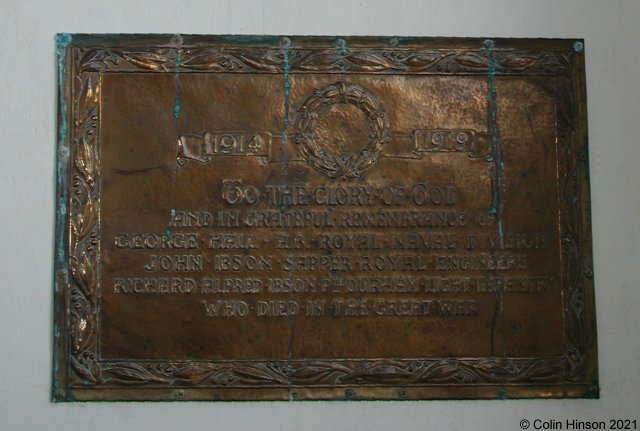 1914 1919
TO·THE·GLORY·OF·GOD
AND·IN·GRATEFUL·REMEMBRANCE·OF
GEORGE·HALL·A.B.·ROYAL·NAVAL·DIVISION
JOHN·IBSON·SAPPER·ROYAL·ENGINEERS
RICHARD·ALFRED·IBSON·PTE·DURHAM·LIGHT·INFANTRY
WHO·DIED·IN·THE·GREAT·WAR
© Colin Hinson 2021